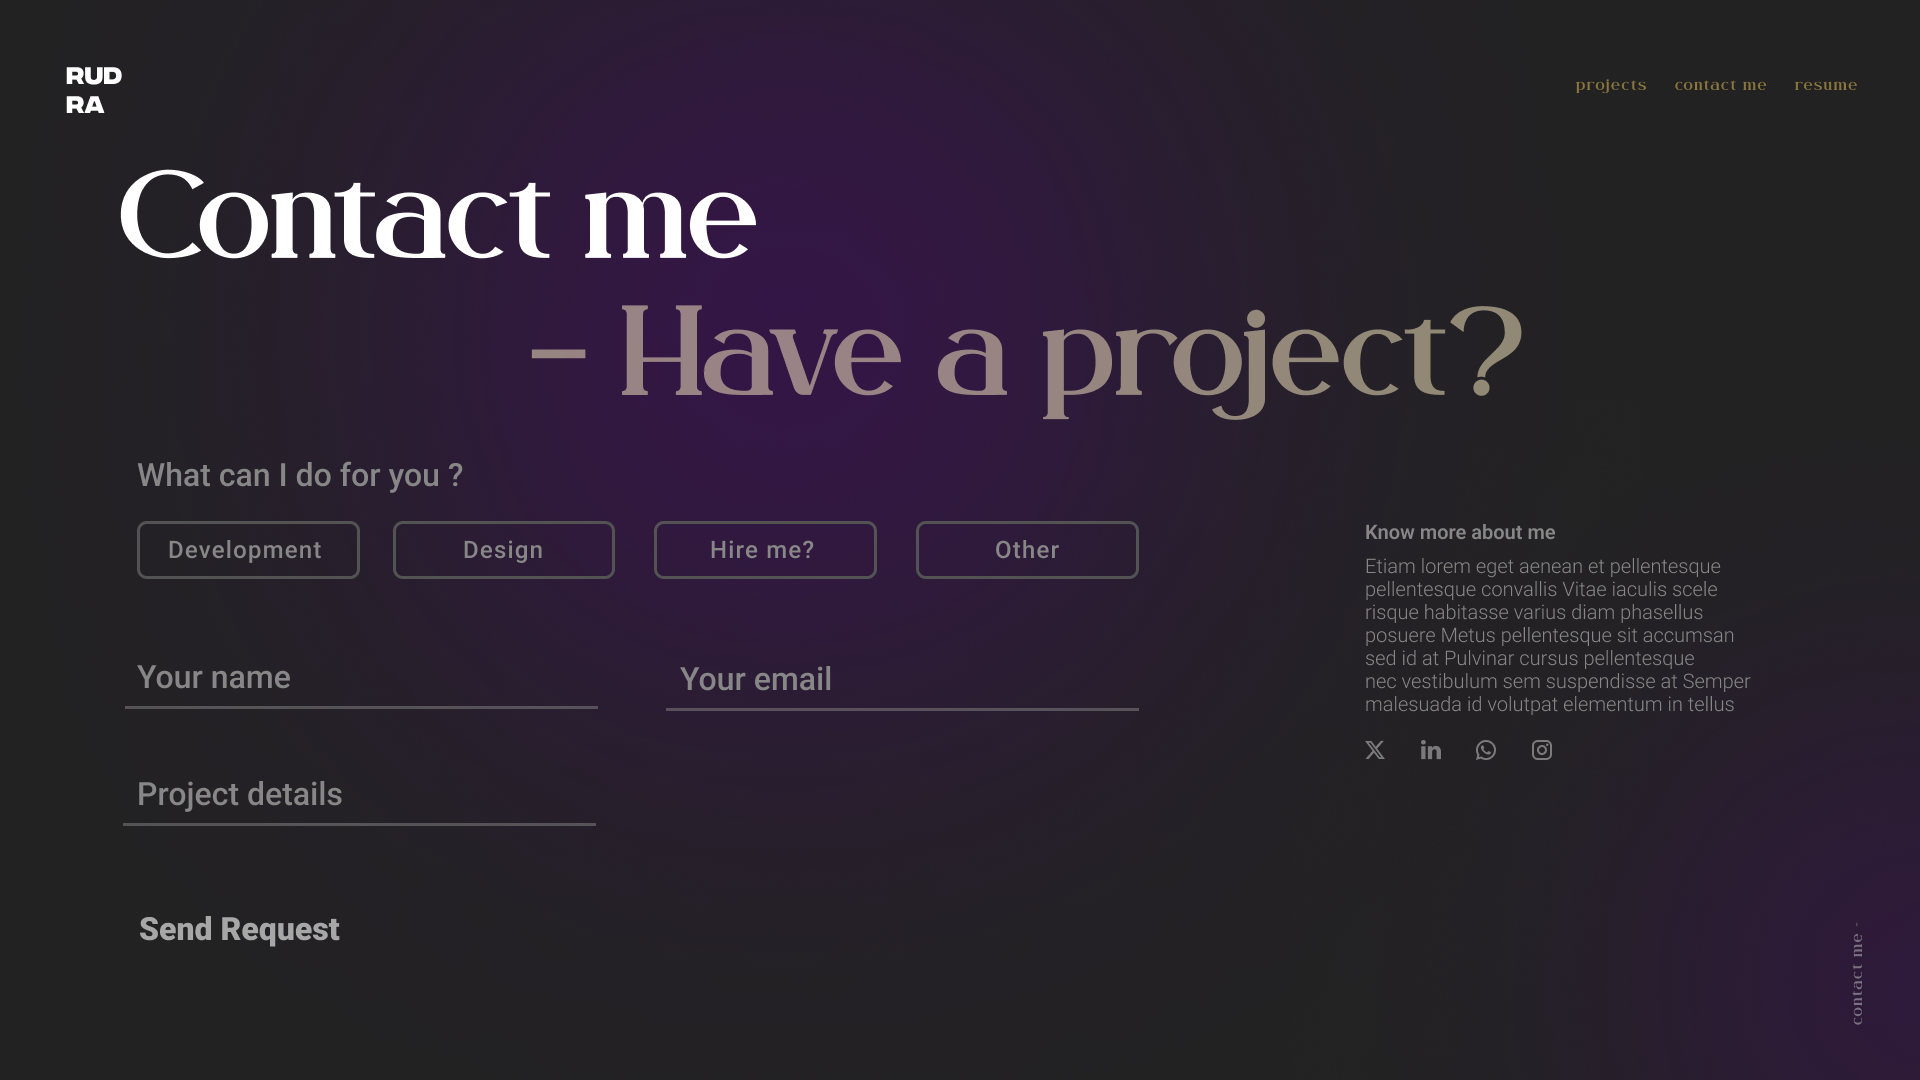 RUD
RA
projects contact me resume
Contact me
– Have a project?
What can I do for you ?
Development Design Hire me? Other
Your name Your email
Project details
Send Request
Know more about me
Etiam lorem eget aenean et pellentesque
pellentesque convallis Vitae iaculis scele
risque habitasse varius diam phasellus
posuere Metus pellentesque sit accumsan
sed id at Pulvinar cursus pellentesque
nec vestibulum sem suspendisse at Semper
malesuada id volutpat elementum in tellus
contact me -